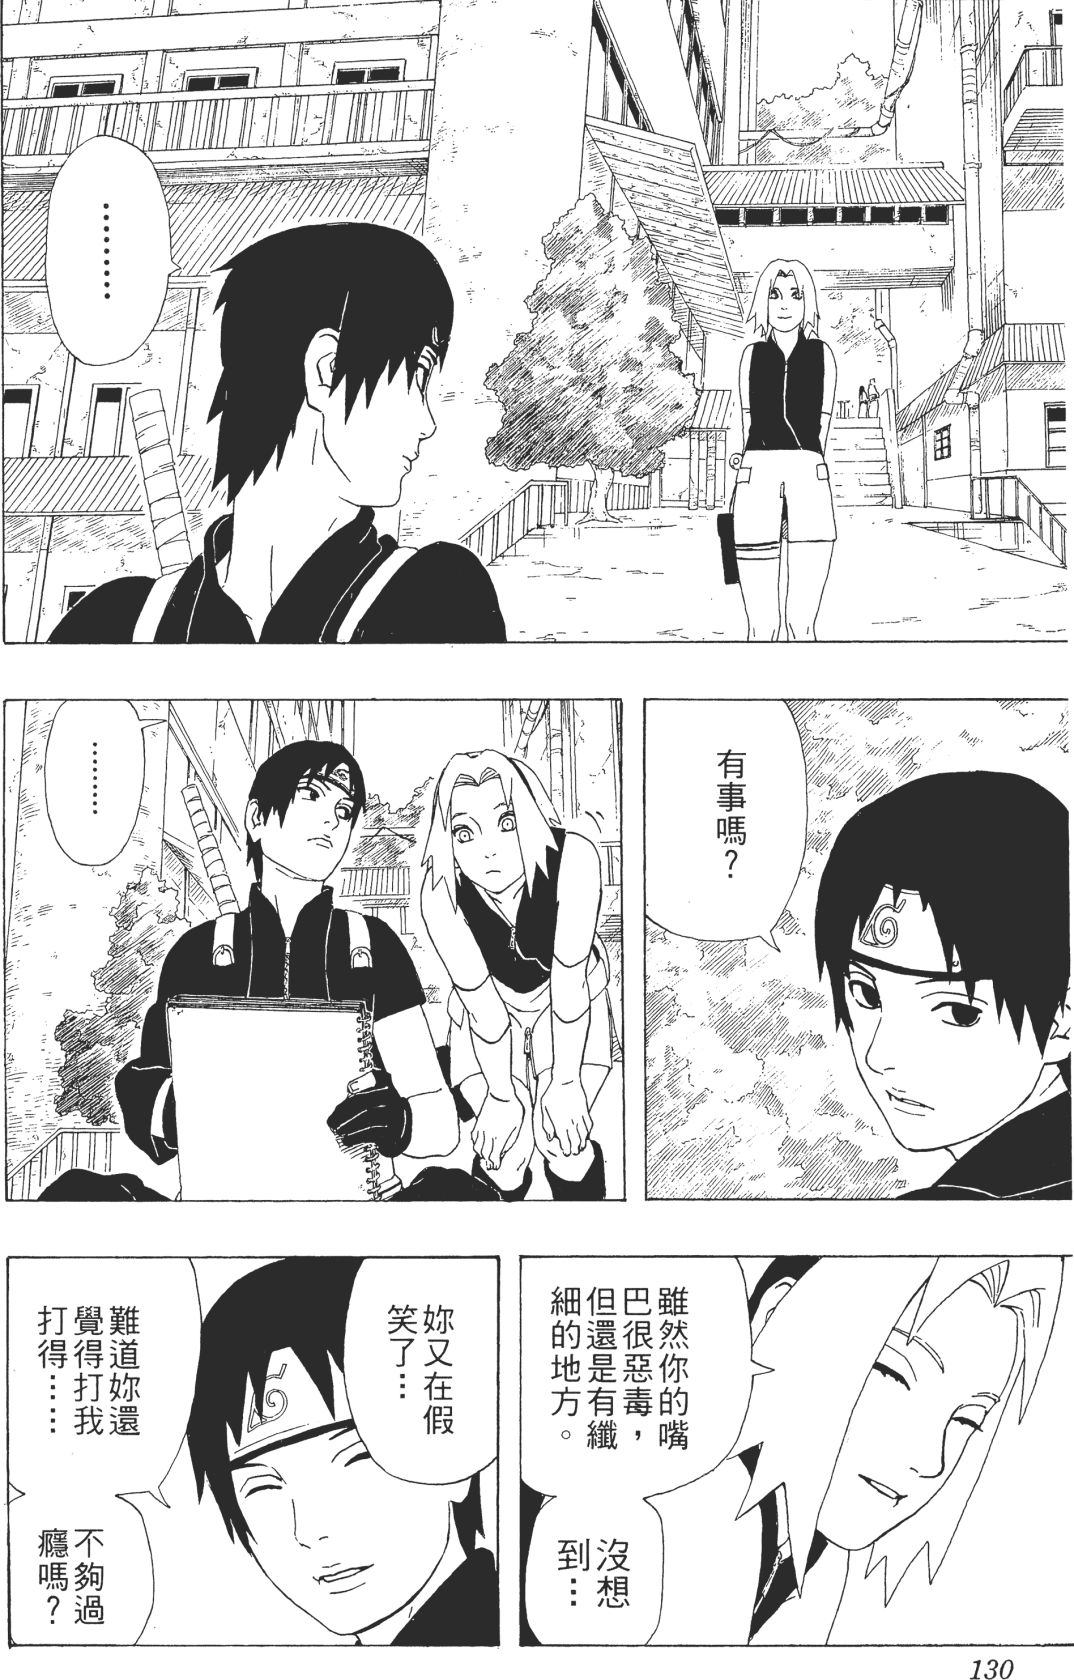 ………
有事嗎？
………
雖然你的嘴
巴很惡毒，
但還是有纖
細的地方。
沒想
到…
妳又在假
笑了…
難道妳還
覺得打我
打得……
不夠過
癮嗎？
130